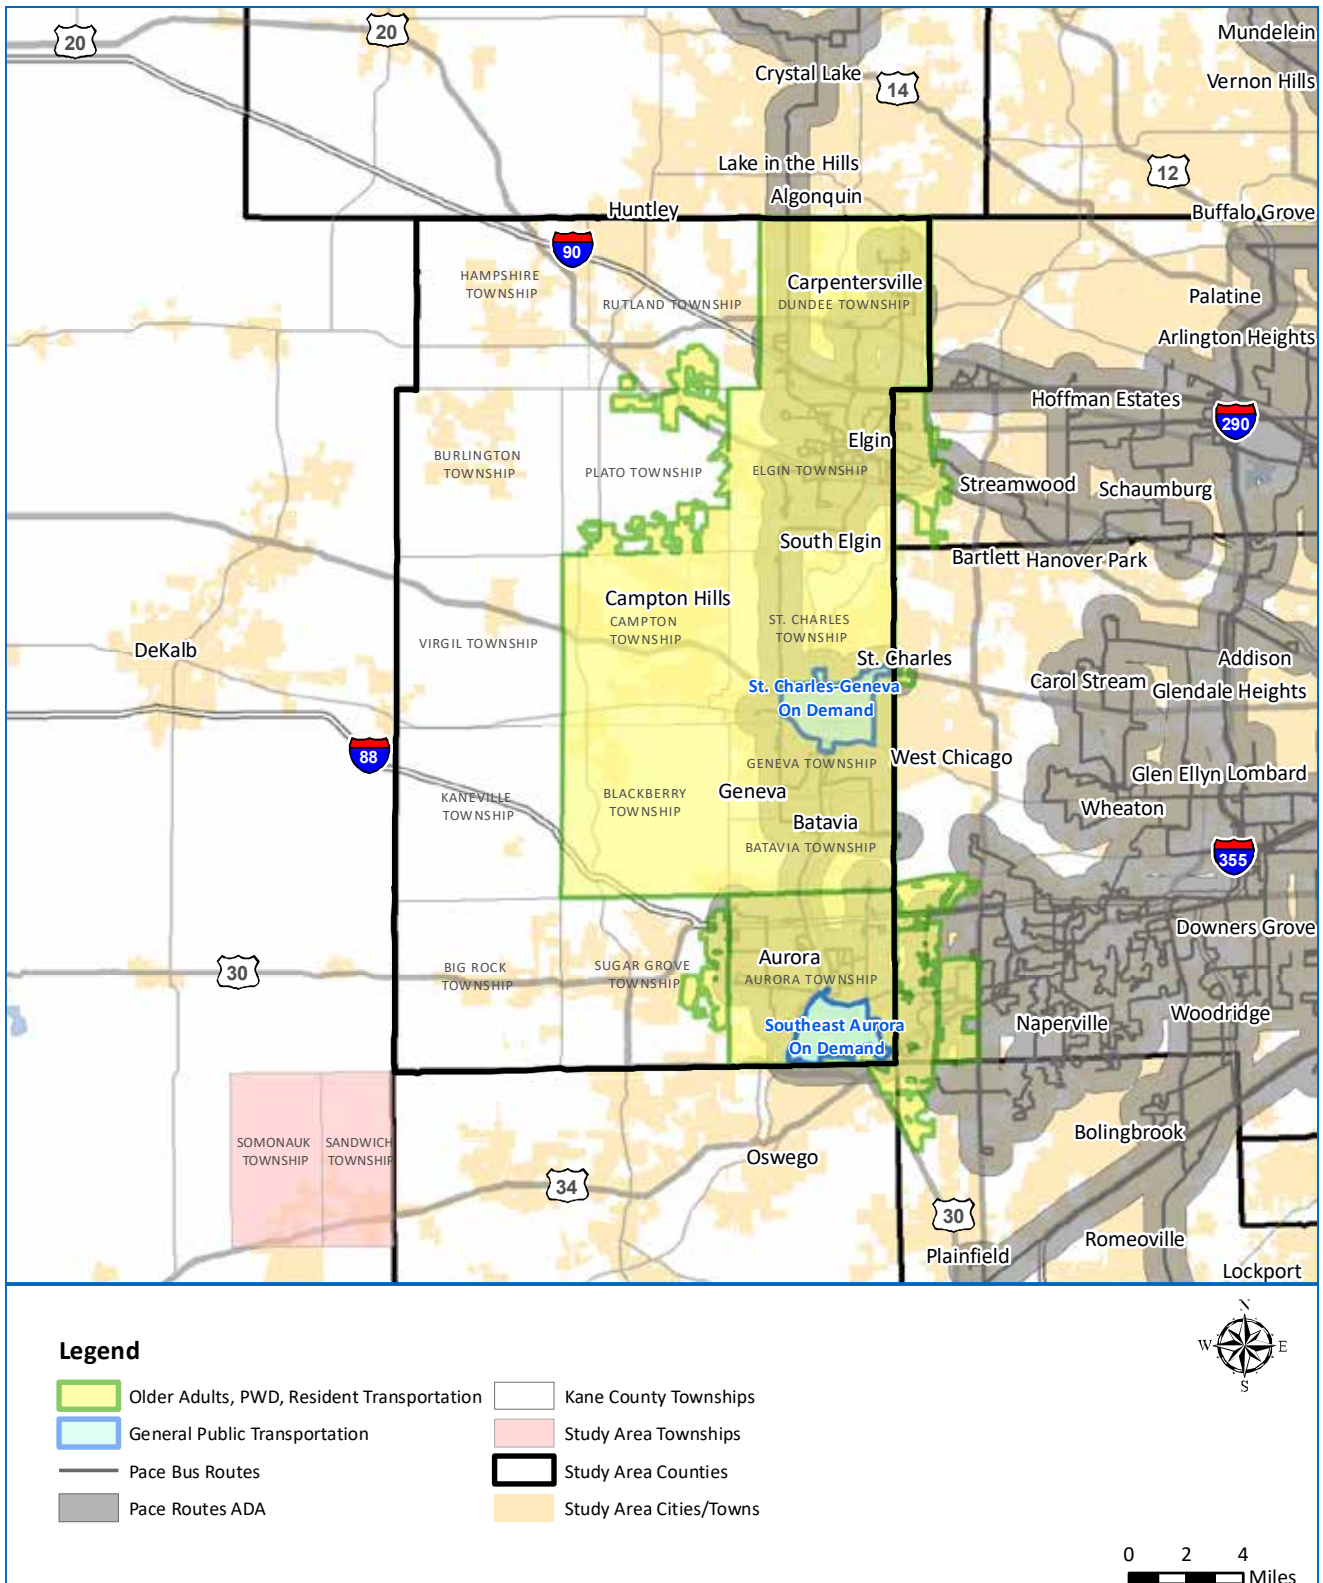 20
20
Mundelein
Crystal Lake
14
Vernon Hills
Lake in the Hills
12
Algonquin
Huntley
Buffalo Grove
90
HAMPSHIRE
TOWNSHIP
RUTLAND TOWNSHIP
Carpentersville
DUNDEE TOWNSHIP
Palatine
Arlington Heights
Hoffman Estates
290
Elgin
BURLINGTON
TOWNSHIP
PLATO TOWNSHIP
ELGIN TOWNSHIP
Streamwood
Schaumburg
South Elgin
Bartlett
Hanover Park
Campton Hills
CAMPTON
TOWNSHIP
ST. CHARLES
TOWNSHIP
VIRGIL TOWNSHIP
DeKalb
St. Charles
Addison
St. Charles-Geneva
On Demand
Carol Stream
Glendale Heights
88
GENEVA TOWNSHIP
West Chicago
Glen Ellyn
Lombard
KANEVILLE
TOWNSHIP
BLACKBERRY
TOWNSHIP
Geneva
Wheaton
Batavia
BATAVIA TOWNSHIP
355
Downers Grove
30
BIG ROCK
TOWNSHIP
SUGAR GROVE
TOWNSHIP
Aurora
AURORA TOWNSHIP
Southeast Aurora
On Demand
Naperville
Woodridge
SOMONAUK
TOWNSHIP
SANDWICH
TOWNSHIP
Bolingbrook
Oswego
34
30
Plainfield
Romeoville
Lockport
N
W
E
S
Legend
Older Adults, PWD, Resident Transportation
General Public Transportation
Pace Bus Routes
Pace Routes ADA
Kane County Townships
Study Area Townships
Study Area Counties
Study Area Cities/Towns
0 2 4
Miles